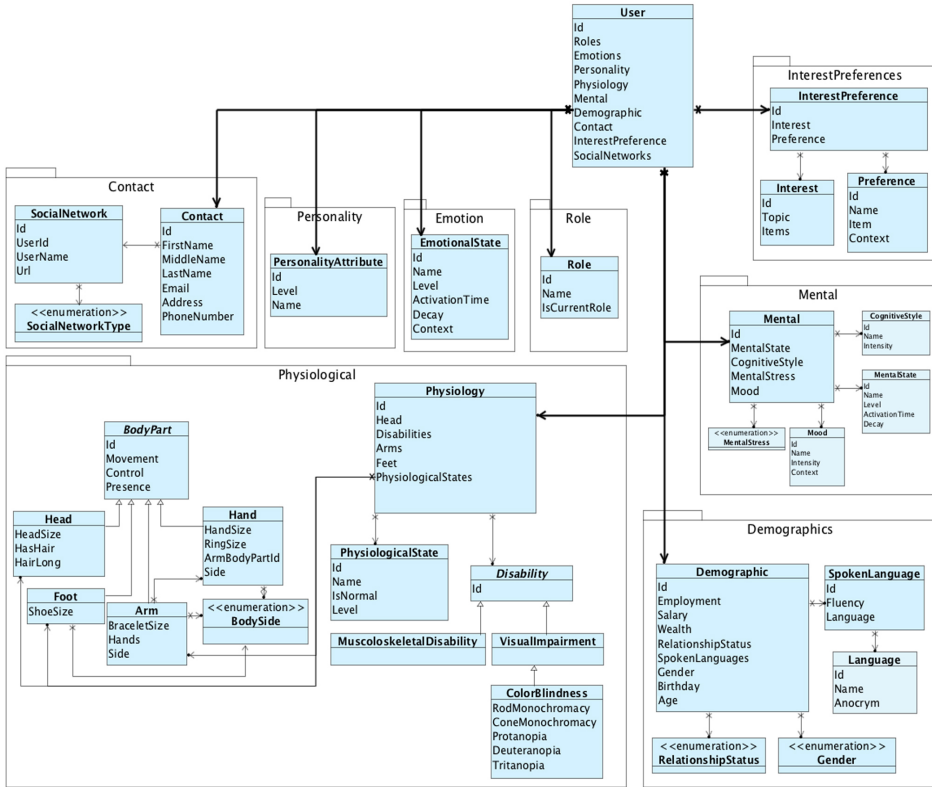 User
Id
Roles
Emotions
Personality
Physiology
Mental
Demographic
Contact
InterestPreference
SocialNetworks
InterestPreferences
InterestPreference
Id
Interest
Preference
Interest
Id
Topic
Items
Preference
Id
Name
Item
Context
Contact
SocialNetwork
Id
UserId
UserName
Url
<<enumeration>>
SocialNetworkType
Contact
Id
FirstName
MiddleName
LastName
Email
Address
PhoneNumber
Personality
PersonalityAttribute
Id
Level
Name
Emotion
EmotionalState
Id
Name
Level
ActivationTime
Decay
Context
Role
Role
Id
Name
IsCurrentRole
Mental
Mental
Id
MentalState
CognitiveStyle
MentalStress
Mood
CognitiveStyle
Id
Name
Intensity
MentalState
Id
Name
Level
ActivationTime
Decay
<<enumeration>>
MentalStress
Mood
Id
Name
Intensity
Context
Physiological
Physiology
Id
Head
Disabilities
Arms
Feet
PhysiologicalStates
BodyPart
Id
Movement
Control
Presence
Head
HeadSize
HasHair
HairLong
Hand
HandSize
RingSize
ArmBodyPartId
Side
Foot
ShoeSize
Arm
BraceletSize
Hands
Side
<<enumeration>>
BodySide
PhysiologicalState
Id
Name
IsNormal
Level
Disability
Id
MuscoloskeletalDisability
VisualImpairment
ColorBlindness
RodMonochromacy
ConeMonochromacy
Protanopia
Deuteranopia
Tritanopia
Demographics
Demographic
Id
Employment
Salary
Wealth
RelationshipStatus
SpokenLanguages
Gender
Birthday
Age
SpokenLanguage
Id
Fluency
Language
Language
Id
Name
Anocrym
<<enumeration>>
RelationshipStatus
<<enumeration>>
Gender